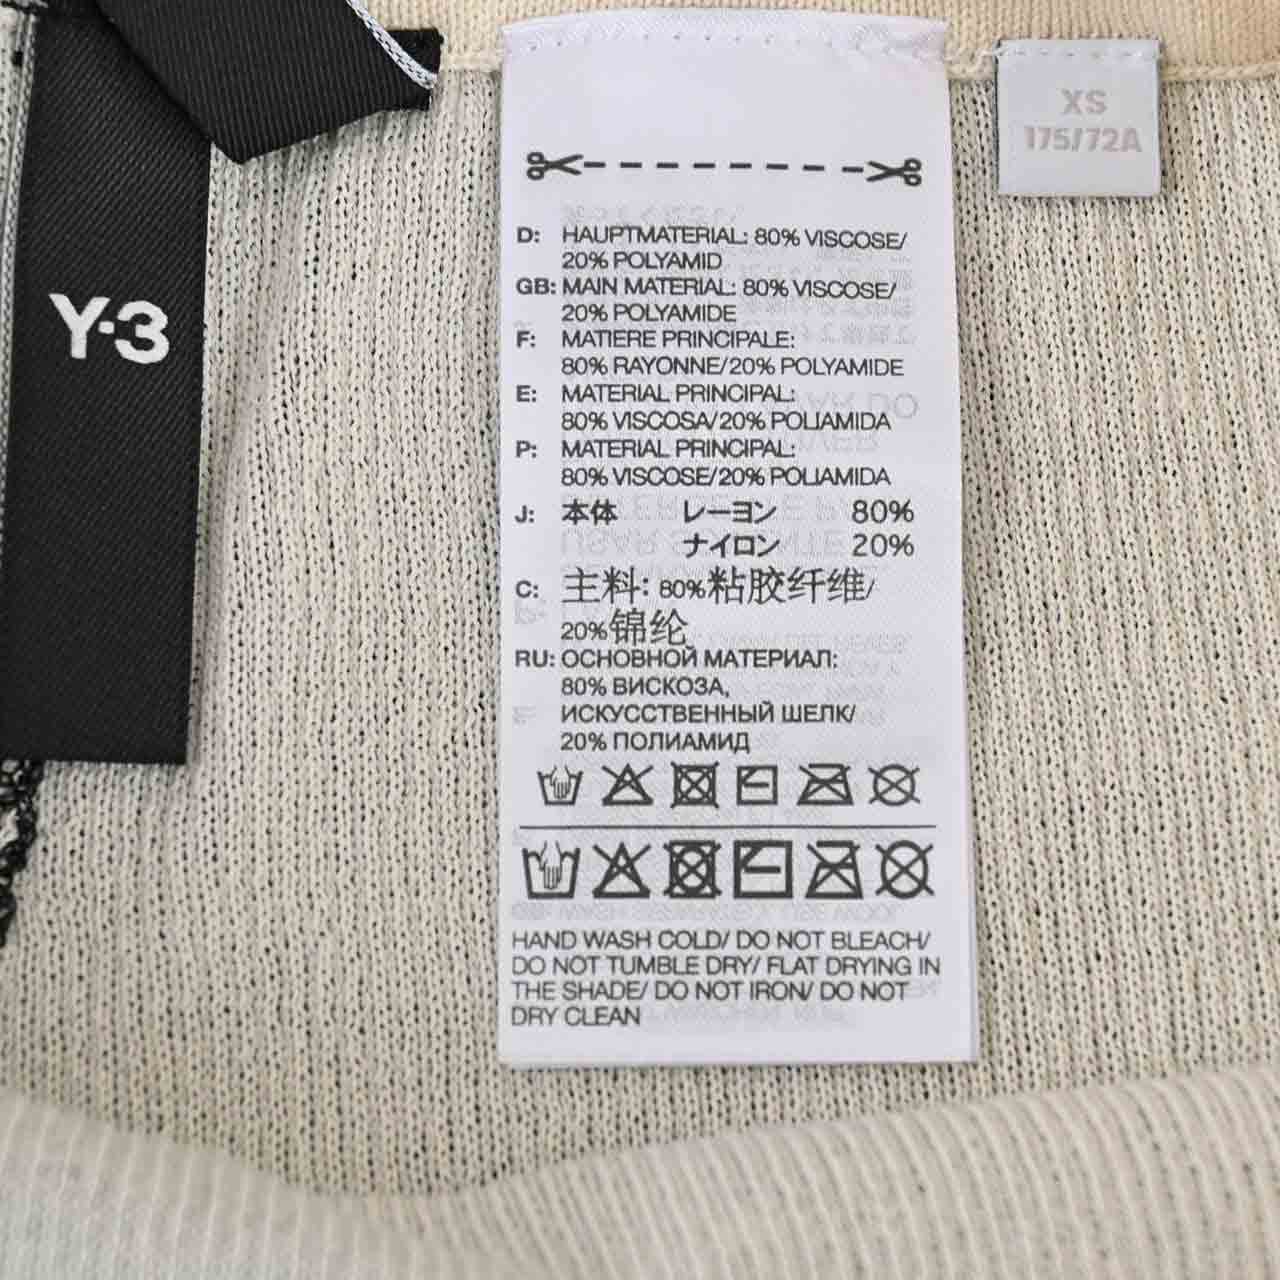 Y-3
XS
175/72A
D: HAUPTMATERIAL: 80% VISCOSE/
20% POLYAMID
GB: MAIN MATERIAL: 80% VISCOSE/
20% POLYAMIDE
F: MATIERE PRINCIPALE:
80% RAYONNE/20% POLYAMIDE
E: MATERIAL PRINCIPAL:
80% VISCOSA/20% POLIAMIDA
P: MATERIAL PRINCIPAL:
80% VISCOSE/20% POLIAMIDA
J: 本体 レーヨン 80%
ナイロン 20%
C: 主料: 80%粘胶纤维/
20%锦纶
RU: ОСНОВНОЙ МАТЕРИАЛ:
80% ВИСКОЗА,
ИСКУССТВЕННЫЙ ШЕЛК/
20% ПОЛИАМИД
HAND WASH COLD/ DO NOT BLEACH/
DO NOT TUMBLE DRY/ FLAT DRYING IN
THE SHADE/ DO NOT IRON/ DO NOT
DRY CLEAN